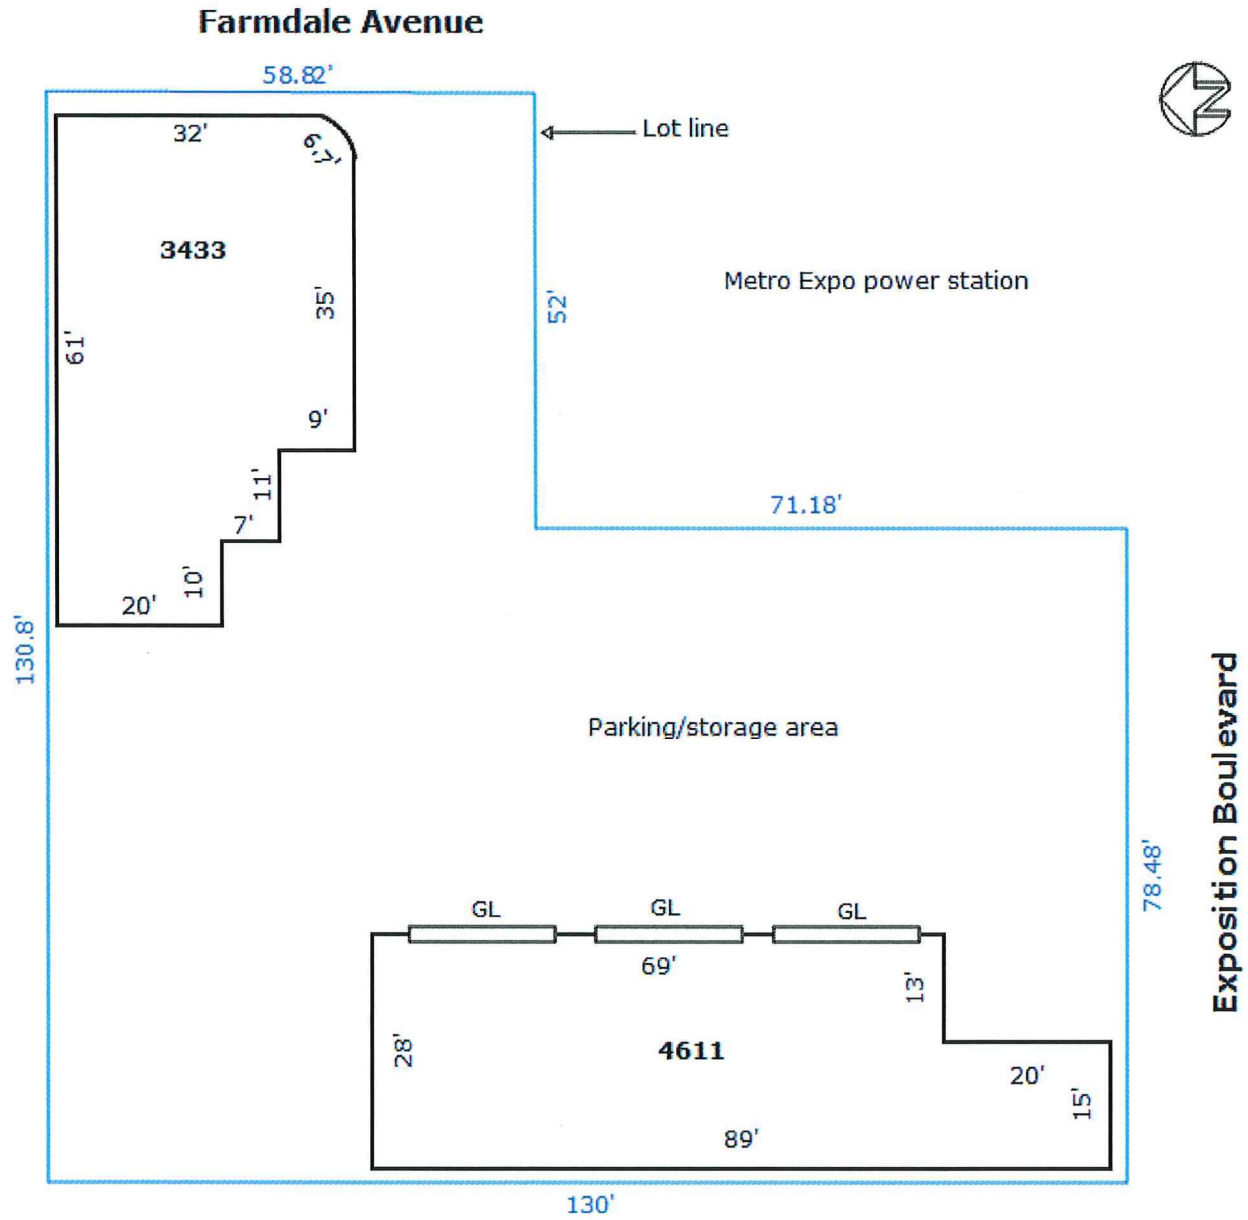 Farmdale Avenue
58.82'
N
32'
6.7'
Lot line
3433
Metro Expo power station
35'
52'
61'
9'
11'
7'
71.18'
10'
20'
130.8'
Exposition Boulevard
Parking/storage area
78.48'
GL
GL
GL
69'
13'
28'
4611
20'
15'
89'
130'